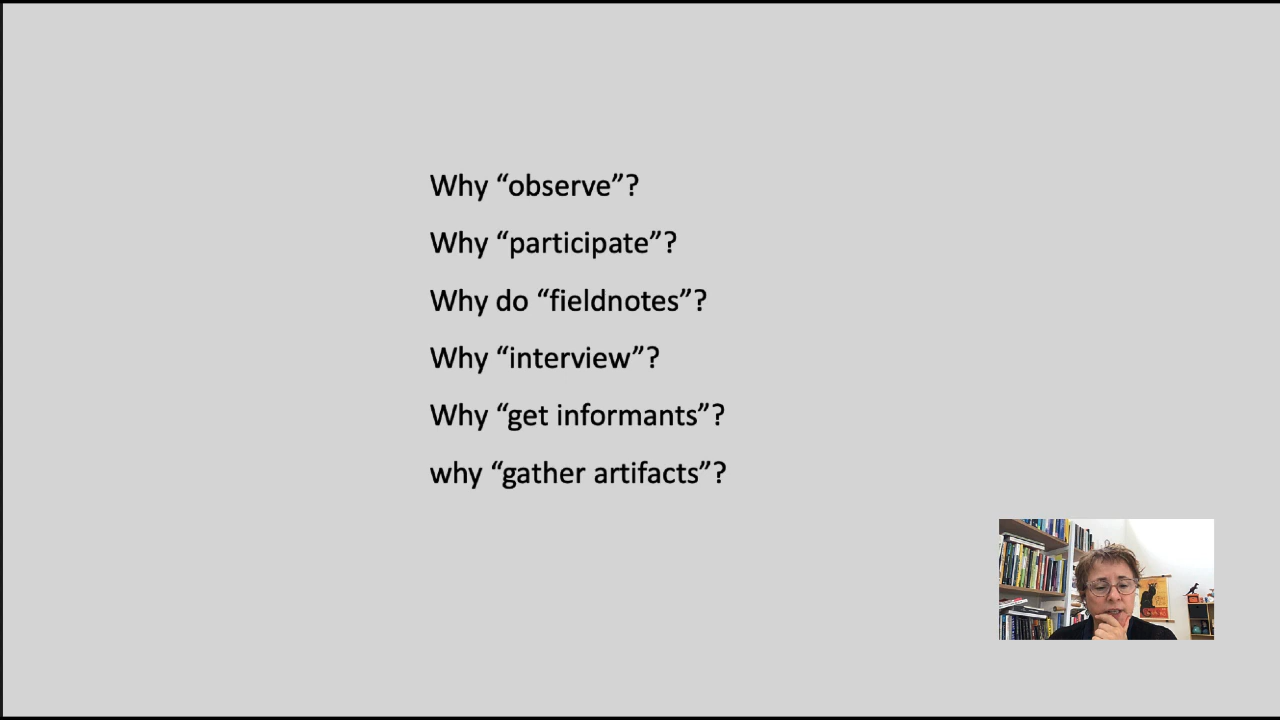 Why “observe”?
Why “participate”?
Why do “fieldnotes”?
Why “interview”?
Why “get informants”?
why “gather artifacts”?